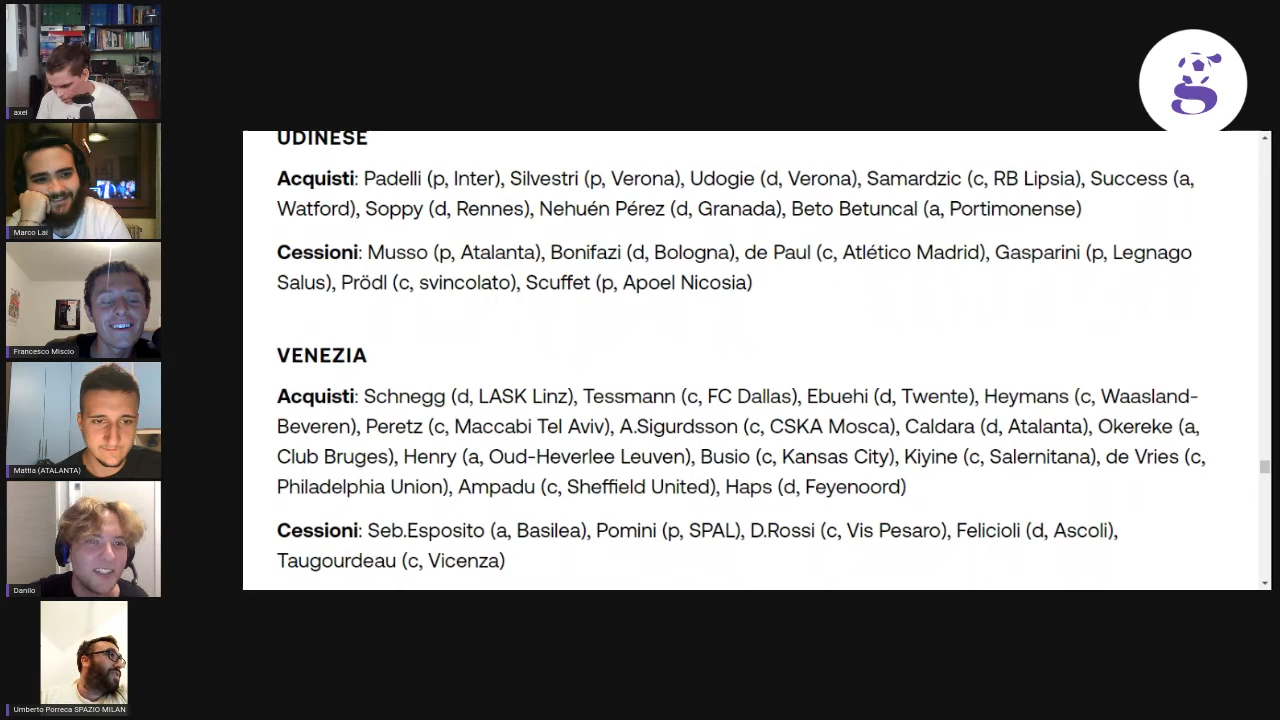 axel
Marco Lai
Francesco Miscio
Mattia (ATALANTA)
Danilo
Umberto Porreca SPAZIO MILAN
g
UDINESE
Acquisti: Padelli (p, Inter), Silvestri (p, Verona), Udogie (d, Verona), Samardzic (c, RB Lipsia), Success (a,
Watford), Soppy (d, Rennes), Nehuén Pérez (d, Granada), Beto Betuncal (a, Portimonense)
Cessioni: Musso (p, Atalanta), Bonifazi (d, Bologna), de Paul (c, Atlético Madrid), Gasparini (p, Legnago
Salus), Prödl (c, svincolato), Scuffet (p, Apoel Nicosia)
VENEZIA
Acquisti: Schnegg (d, LASK Linz), Tessmann (c, FC Dallas), Ebuehi (d, Twente), Heymans (c, Waasland-
Beveren), Peretz (c, Maccabi Tel Aviv), A.Sigurdsson (c, CSKA Mosca), Caldara (d, Atalanta), Okereke (a,
Club Bruges), Henry (a, Oud-Heverlee Leuven), Busio (c, Kansas City), Kiyine (c, Salernitana), de Vries (c,
Philadelphia Union), Ampadu (c, Sheffield United), Haps (d, Feyenoord)
Cessioni: Seb.Esposito (a, Basilea), Pomini (p, SPAL), D.Rossi (c, Vis Pesaro), Felicioli (d, Ascoli),
Taugourdeau (c, Vicenza)